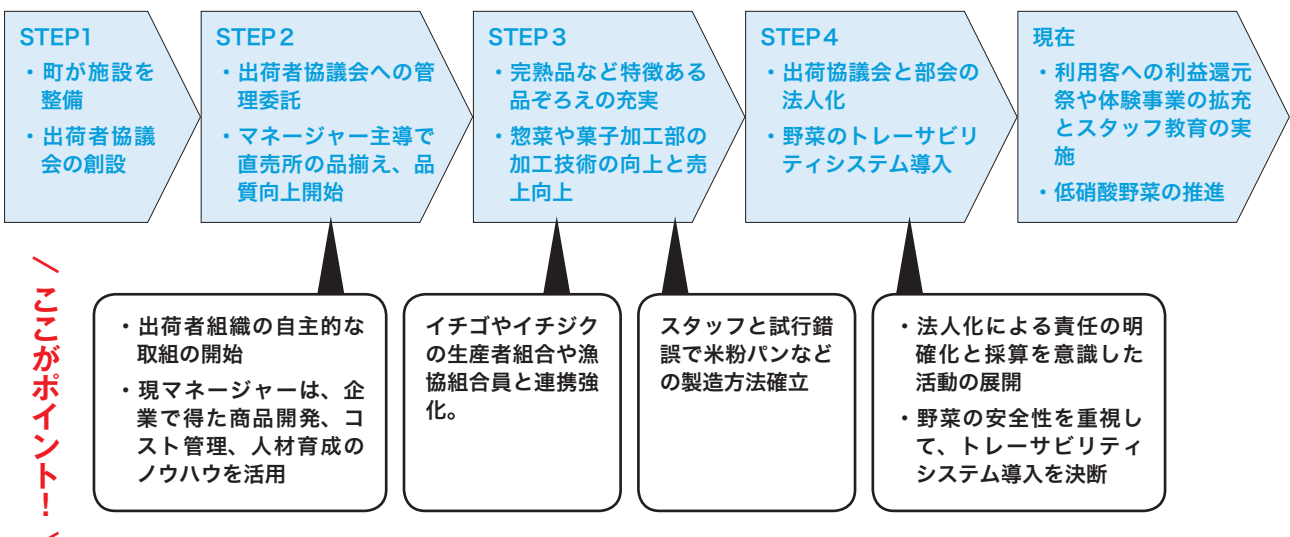 STEP1
・町が施設を
整備
・出荷者協議
会の創設
STEP2
・出荷者協議会への管
理委託
・マネージャー主導で
直売所の品揃え、品
質向上開始
STEP3
・完熟品など特徴ある
品ぞろえの充実
・惣菜や菓子加工部の
加工技術の向上と売
上向上
STEP4
・出荷協議会と部会の
法人化
・野菜のトレーサビリ
ティシステム導入
現在
・利用客への利益還元
祭や体験事業の拡充
とスタッフ教育の実
施
・低硝酸野菜の推進
ここがポイント！
・出荷者組織の自主的な
取組の開始
・現マネージャーは、企
業で得た商品開発、コ
スト管理、人材育成の
ノウハウを活用
イチゴやイチジク
の生産者組合や漁
協組合員と連携強
化。
スタッフと試行錯
誤で米粉パンなど
の製造方法確立
・法人化による責任の明
確化と採算を意識した
活動の展開
・野菜の安全性を重視し
て、トレーサビリティ
システム導入を決断